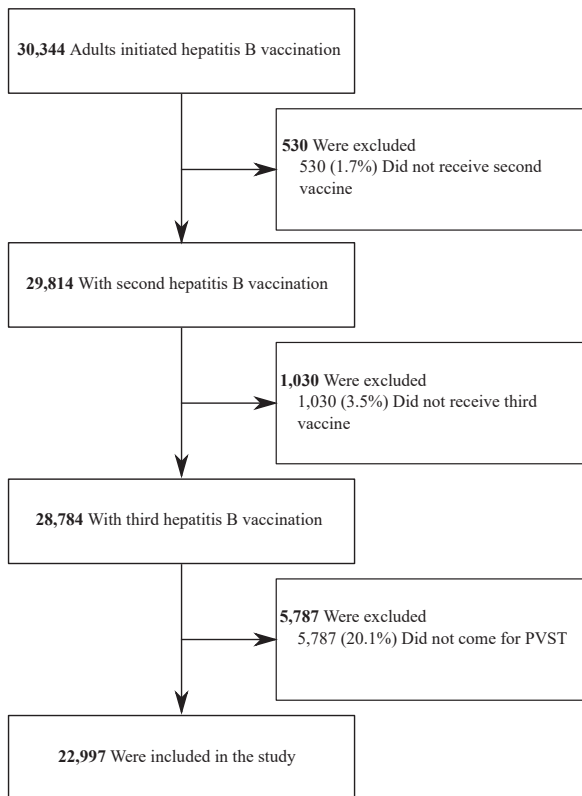 30,344 Adults initiated hepatitis B vaccination
530 Were excluded
530 (1.7%) Did not receive second
vaccine
29,814 With second hepatitis B vaccination
1,030 Were excluded
1,030 (3.5%) Did not receive third
vaccine
28,784 With third hepatitis B vaccination
5,787 Were excluded
5,787 (20.1%) Did not come for PVST
22,997 Were included in the study